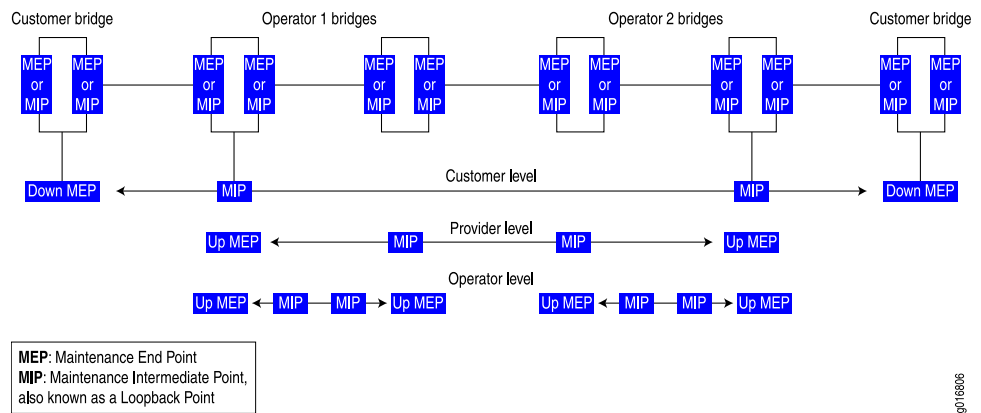 Customer bridge
Operator 1 bridges
Operator 2 bridges
Customer bridge
MEP
or
MIP
MEP
or
MIP
MEP
or
MIP
MEP
or
MIP
MEP
or
MIP
MEP
or
MIP
MEP
or
MIP
MEP
or
MIP
MEP
or
MIP
MEP
or
MIP
MEP
or
MIP
MEP
or
MIP
Customer level
Down MEP
MIP
MIP
Down MEP
Provider level
Up MEP
MIP
MIP
Up MEP
Operator level
Up MEP
MIP
MIP
Up MEP
Up MEP
MIP
MIP
Up MEP
MEP: Maintenance End Point
MIP: Maintenance Intermediate Point,
also known as a Loopback Point
g016806